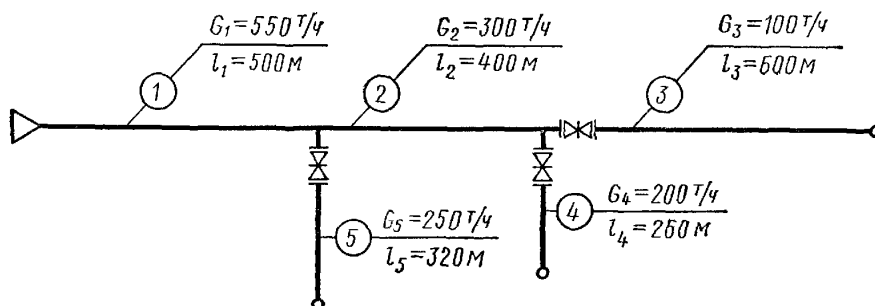 G₁=550 т/ч
l₁=500 м
1
G₂=300 т/ч
l₂=400 м
2
G₃=100 т/ч
l₃=600 м
3
G₄=200 т/ч
l₄=260 м
4
G₅=250 т/ч
l₅=320 м
5